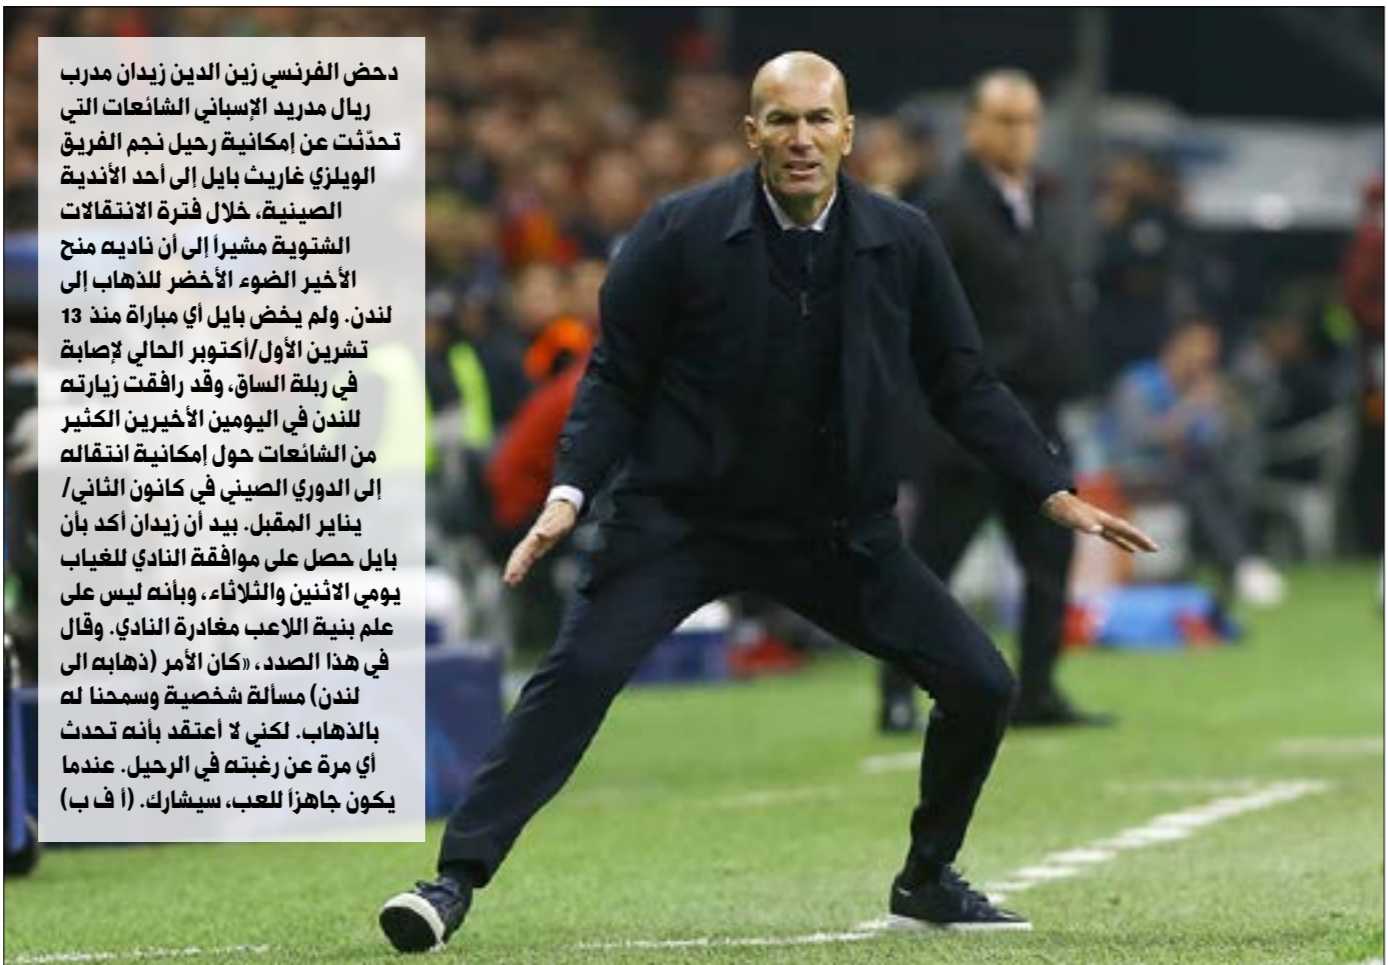 دحض الفرنسي زين الدين زيدان مدرب
ريال مدريد الإسباني الشائعات التي
تحدّثت عن إمكانية رحيل نجم الفريق
الويلزي غاريث بايل إلى أحد الأندية
الصينية، خلال فترة الانتقالات
الشتوية مشيراً إلى أن ناديه منح
الأخير الضوء الأخضر للذهاب إلى
لندن. ولم يخض بايل أي مباراة منذ 13
تشرين الأول/أكتوبر الحالي لإصابة
في ربلة الساق، وقد رافقت زيارته
للندن في اليومين الأخيرين الكثير
من الشائعات حول إمكانية انتقاله
إلى الدوري الصيني في كانون الثاني/
يناير المقبل. بيد أن زيدان أكد بأن
بايل حصل على موافقة النادي للغياب
يومي الاثنين والثلاثاء، وبأنه ليس على
علم بنية اللاعب مغادرة النادي. وقال
في هذا الصدد، «كان الأمر (ذهابه الى
لندن) مسألة شخصية وسمحنا له
بالذهاب. لكني لا أعتقد بأنه تحدث
أي مرة عن رغبته في الرحيل. عندما
يكون جاهزاً للعب، سيشارك. (أ ف ب)